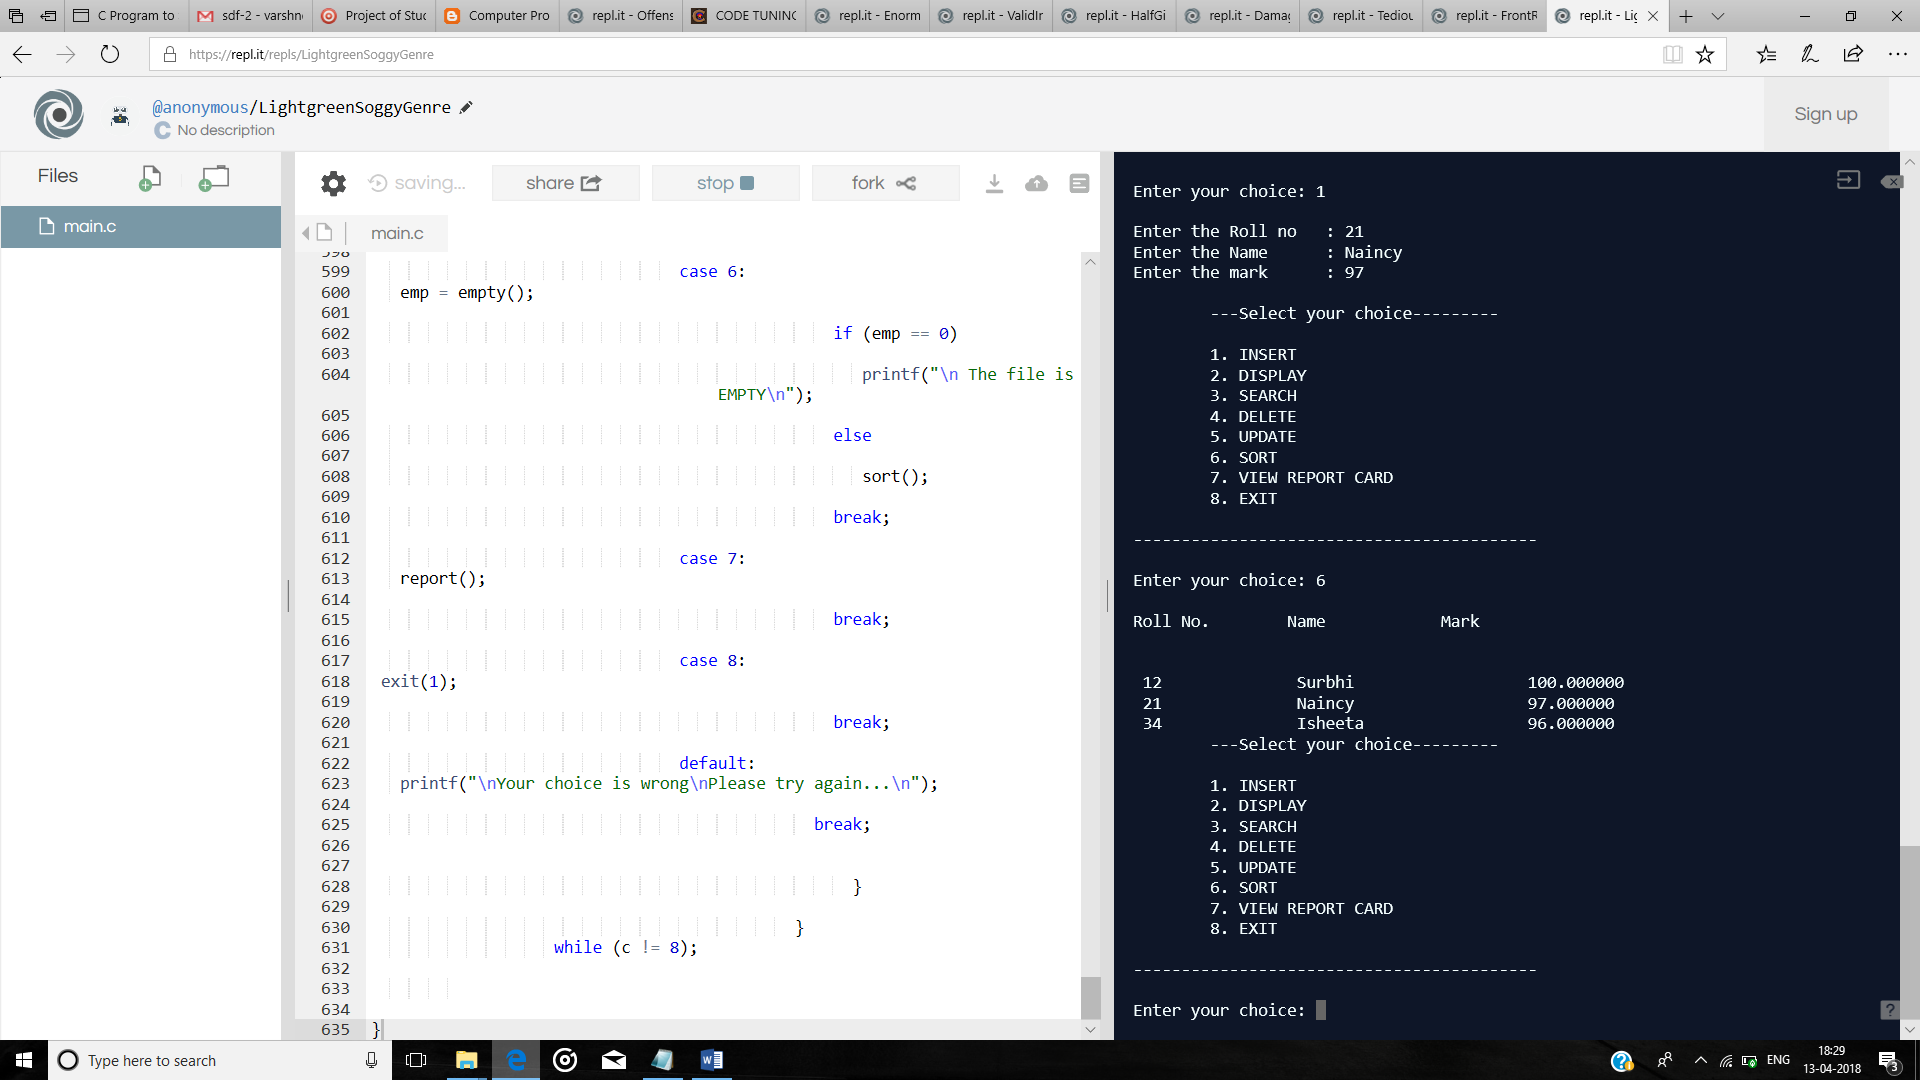 C Program to
sdf-2 - varshn
Project of Stud
Computer Pro
repl.it - Offens
CODE TUNING
repl.it - Enorm
repl.it - ValidIr
repl.it - HalfGi
repl.it - Damag
repl.it - Tediou
repl.it - FrontR
repl.it - Lig
https://repl.it/repls/LightgreenSoggyGenre
@anonymous/LightgreenSoggyGenre
No description
Sign up
Files
saving...
share
stop
fork
main.c
main.c
598
599 case 6:
600 emp = empty();
601
602 if (emp == 0)
603
604 printf("\n The file is
EMPTY\n");
605
606 else
607
608 sort();
609
610 break;
611
612 case 7:
613 report();
614
615 break;
616
617 case 8:
618 exit(1);
619
620 break;
621
622 default:
623 printf("\nYour choice is wrong\nPlease try again...\n");
624
625 break;
626
627
628 }
629
630 }
631 while (c != 8);
632
633
634
635 }
Enter your choice: 1
Enter the Roll no : 21
Enter the Name : Naincy
Enter the mark : 97
---Select your choice---------
1. INSERT
2. DISPLAY
3. SEARCH
4. DELETE
5. UPDATE
6. SORT
7. VIEW REPORT CARD
8. EXIT
------------------------------------------
Enter your choice: 6
Roll No. Name Mark
12 Surbhi 100.000000
21 Naincy 97.000000
34 Isheeta 96.000000
---Select your choice---------
1. INSERT
2. DISPLAY
3. SEARCH
4. DELETE
5. UPDATE
6. SORT
7. VIEW REPORT CARD
8. EXIT
------------------------------------------
Enter your choice:
?
Type here to search
ENG
18:29
13-04-2018
3